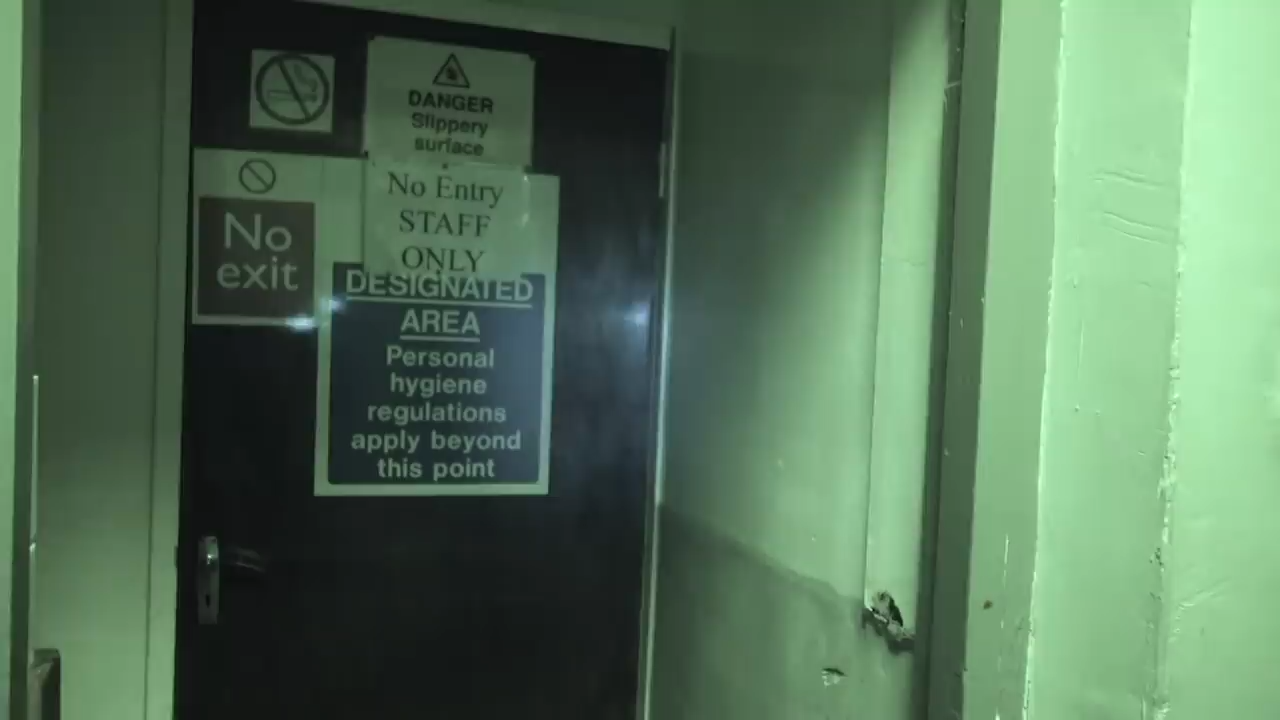 DANGER
Slippery
surface
No Entry
STAFF
ONLY
No
exit
DESIGNATED
AREA
Personal
hygiene
regulations
apply beyond
this point